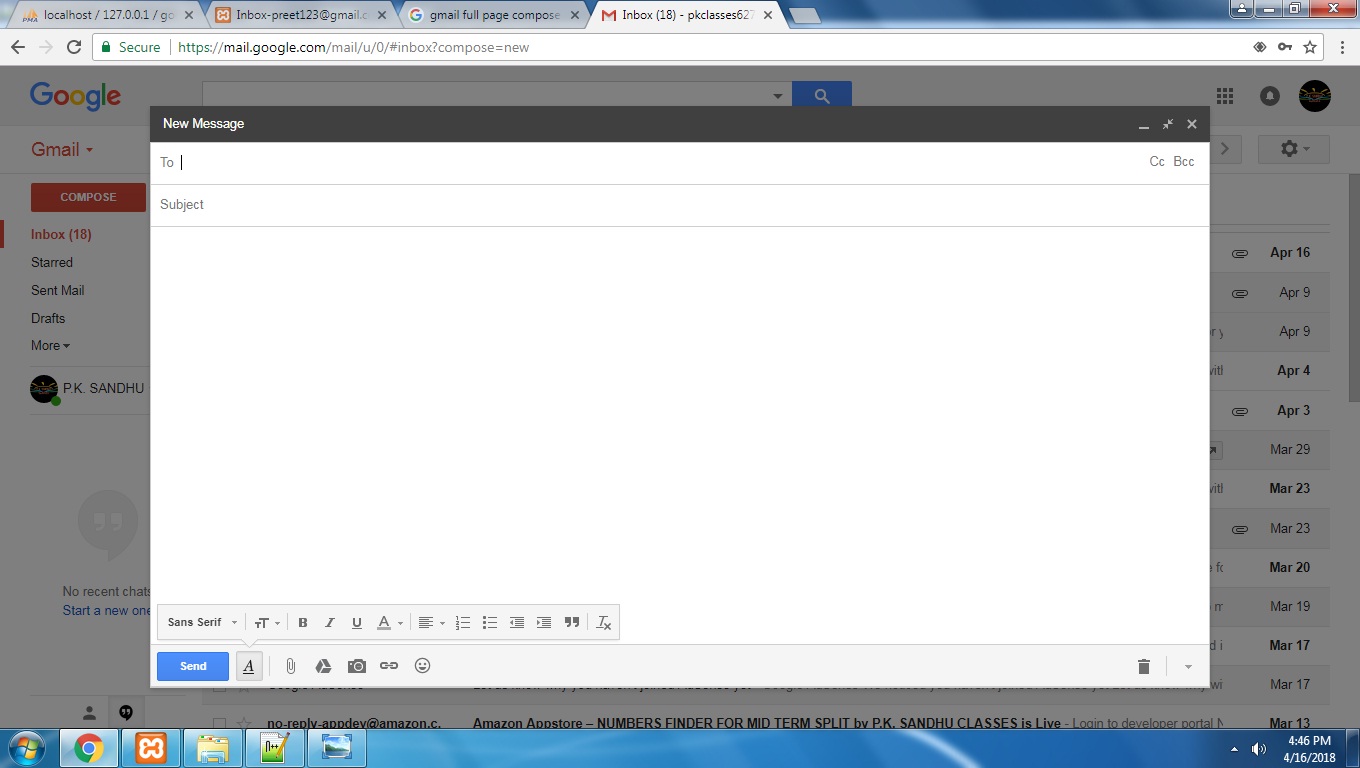 localhost / 127.0.0.1 / go
Inbox-preet123@gmail.c
gmail full page compose
Inbox (18) - pkclasses627
Secure
https://mail.google.com/mail/u/0/#inbox?compose=new
Google
Gmail
COMPOSE
Inbox (18)
Starred
Sent Mail
Drafts
More
P.K. SANDHU
No recent chats
Start a new one
New Message
To
Cc Bcc
Subject
Sans Serif
Send
Apr 16
Apr 9
Apr 9
Apr 4
Apr 3
Mar 29
Mar 23
Mar 23
Mar 20
Mar 19
Mar 17
Mar 17
no-reply-appdev@amazon.c. Amazon Appstore – NUMBERS FINDER FOR MID TERM SPLIT by P.K. SANDHU CLASSES is Live - Login to developer portal N Mar 13
4:46 PM
4/16/2018